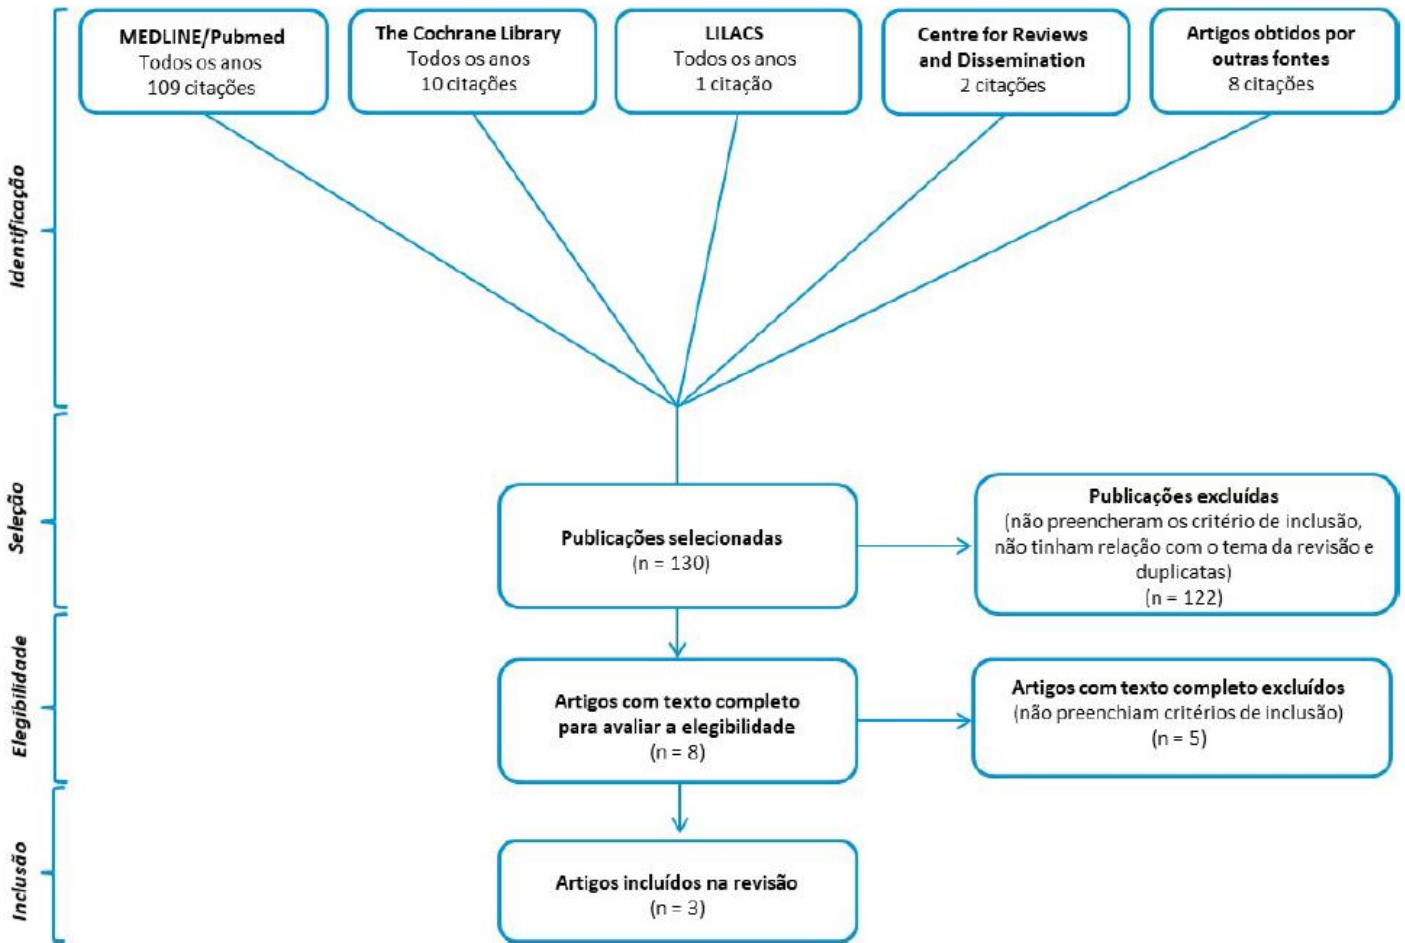 MEDLINE/Pubmed
Todos os anos
109 citações
The Cochrane Library
Todos os anos
10 citações
LILACS
Todos os anos
1 citação
Centre for Reviews
and Dissemination
2 citações
Artigos obtidos por
outras fontes
8 citações
Identificação
Seleção
Publicações selecionadas
(n = 130)
Publicações excluídas
(não preencheram os critério de inclusão,
não tinham relação com o tema da revisão e
duplicatas)
(n = 122)
Elegibilidade
Artigos com texto completo
para avaliar a elegibilidade
(n = 8)
Artigos com texto completo excluídos
(não preenchiam critérios de inclusão)
(n = 5)
Inclusão
Artigos incluídos na revisão
(n = 3)